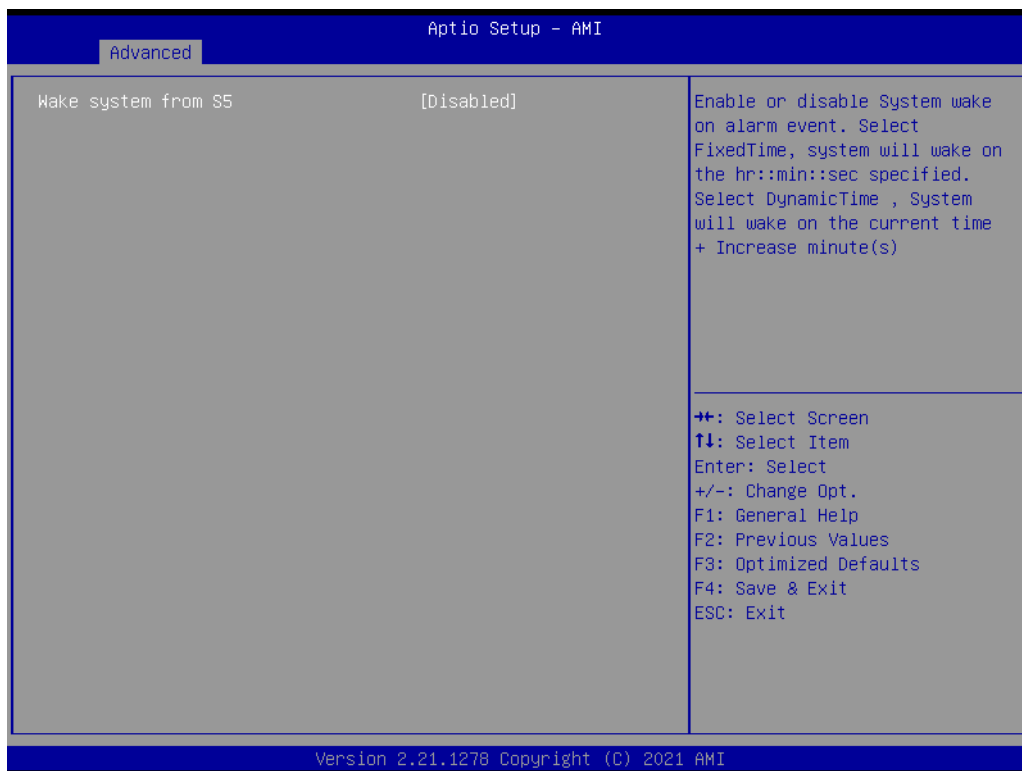 Aptio Setup – AMI
Advanced
Wake system from S5 [Disabled]
Enable or disable System wake
on alarm event. Select
FixedTime, system will wake on
the hr::min::sec specified.
Select DynamicTime , System
will wake on the current time
+ Increase minute(s)
→←: Select Screen
↑↓: Select Item
Enter: Select
+/-: Change Opt.
F1: General Help
F2: Previous Values
F3: Optimized Defaults
F4: Save & Exit
ESC: Exit
Version 2.21.1278 Copyright (C) 2021 AMI